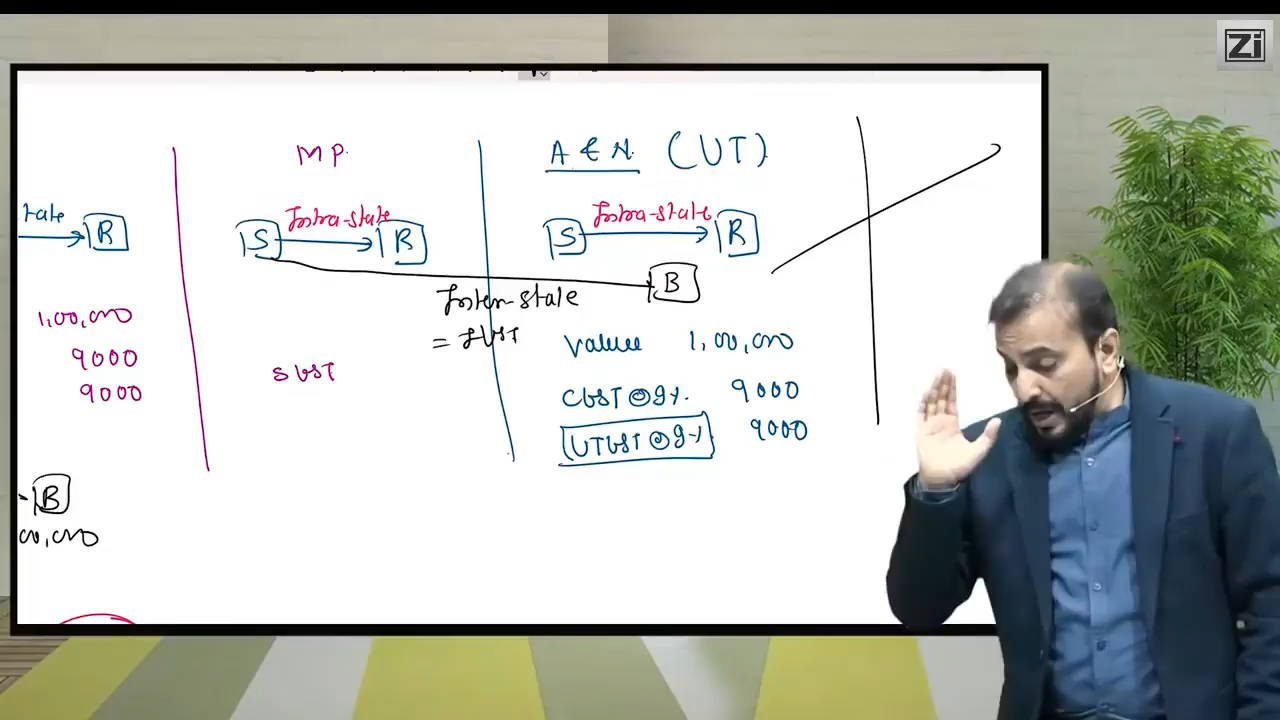 Zi
MP.
A & N. (UT)
tate
R
S
Intra-state
R
S
Intra-state
R
B
Inter-state
= IGST
1,00,000
9000
9000
SGST
Value 1,00,000
CGST @ 9%. 9000
UTGST @ 9% 9000
B
00,000